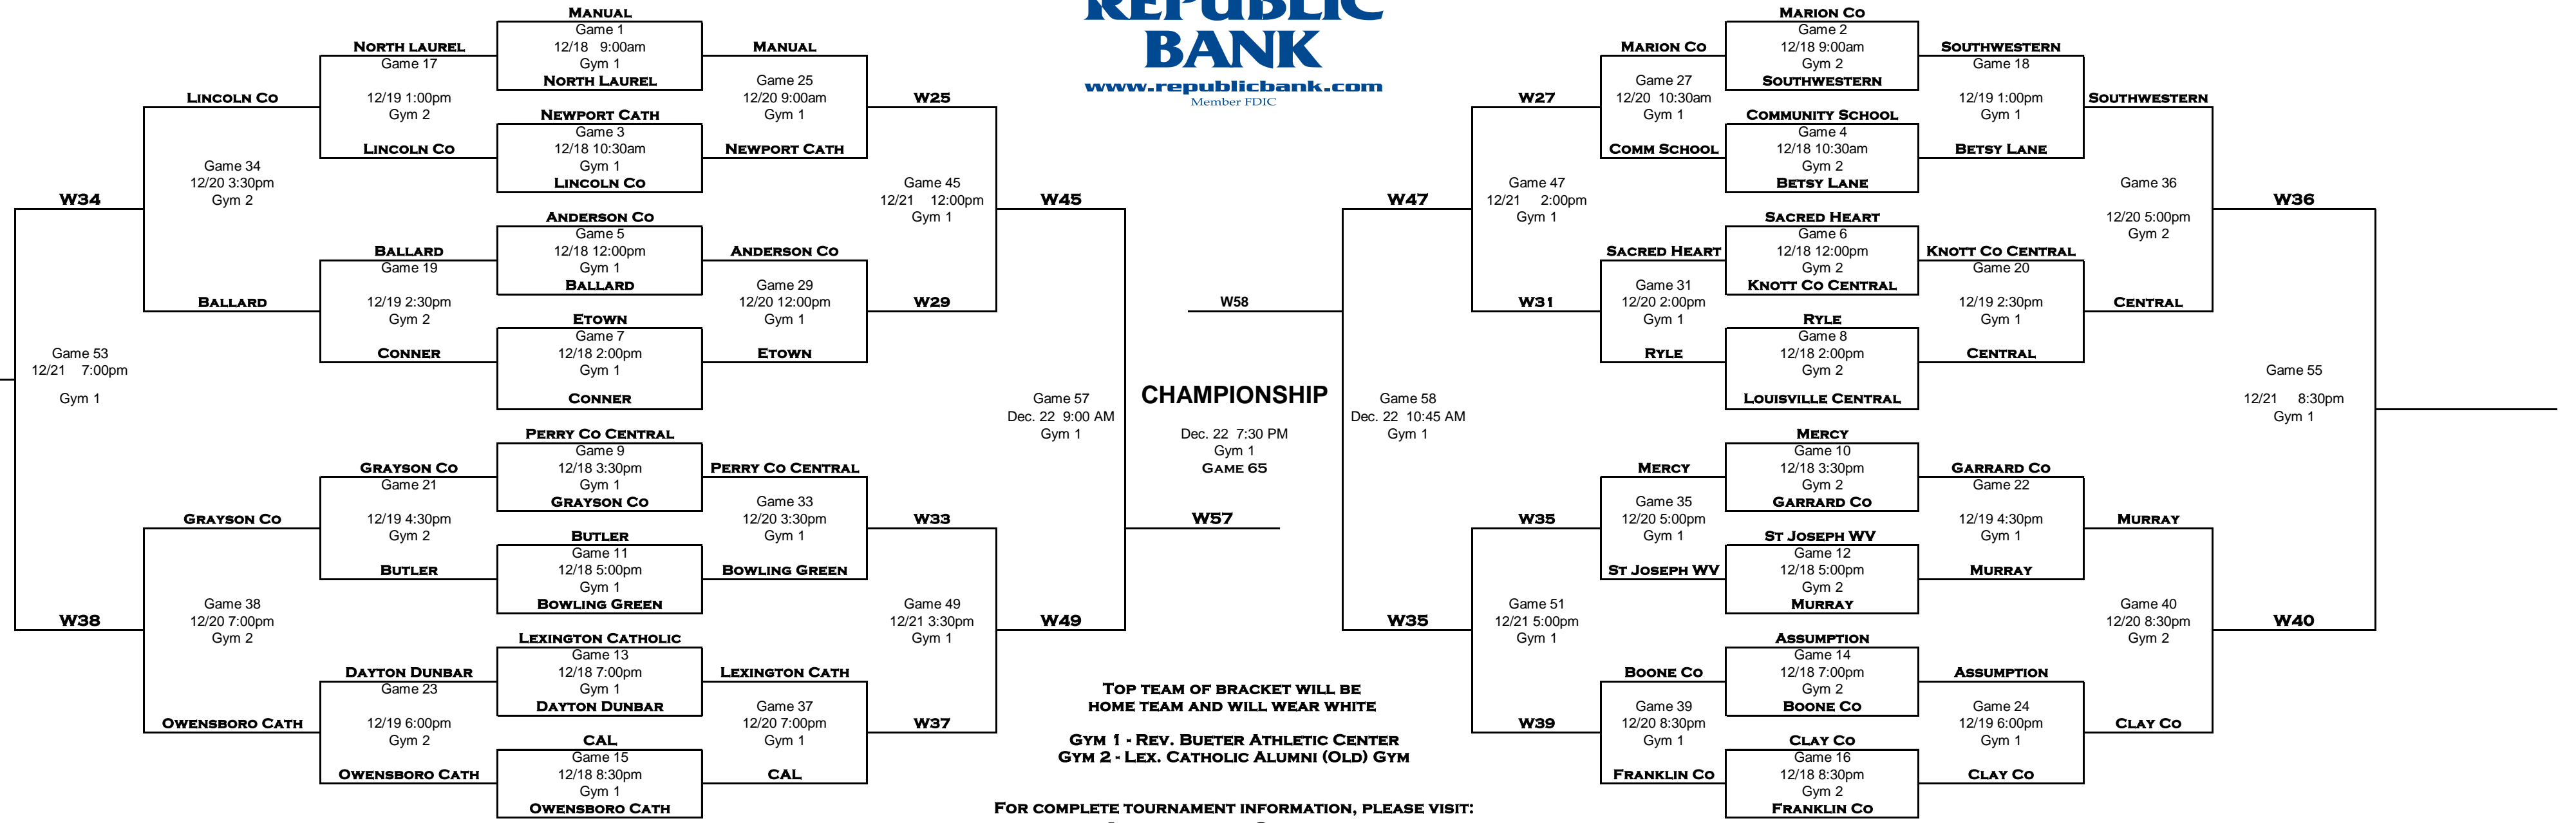 REPUBLIC
BANK
www.republicbank.com
Member FDIC
MANUAL
Game 1
12/18 9:00am
Gym 1
NORTH LAUREL
NEWPORT CATH
Game 3
12/18 10:30am
Gym 1
LINCOLN CO
ANDERSON CO
Game 5
12/18 12:00pm
Gym 1
BALLARD
ETOWN
Game 7
12/18 2:00pm
Gym 1
CONNER
PERRY CO CENTRAL
Game 9
12/18 3:30pm
Gym 1
GRAYSON CO
BUTLER
Game 11
12/18 5:00pm
Gym 1
BOWLING GREEN
LEXINGTON CATHOLIC
Game 13
12/18 7:00pm
Gym 1
DAYTON DUNBAR
CAL
Game 15
12/18 8:30pm
Gym 1
OWENSBORO CATH
NORTH LAUREL
Game 17
12/19 1:00pm
Gym 2
LINCOLN CO
BALLARD
Game 19
12/19 2:30pm
Gym 2
CONNER
GRAYSON CO
Game 21
12/19 4:30pm
Gym 2
BUTLER
DAYTON DUNBAR
Game 23
12/19 6:00pm
Gym 2
OWENSBORO CATH
LINCOLN CO
Game 34
12/20 3:30pm
Gym 2
BALLARD
GRAYSON CO
Game 38
12/20 7:00pm
Gym 2
OWENSBORO CATH
W34
Game 53
12/21 7:00pm
Gym 1
W38
MANUAL
Game 25
12/20 9:00am
Gym 1
NEWPORT CATH
ANDERSON CO
Game 29
12/20 12:00pm
Gym 1
ETOWN
PERRY CO CENTRAL
Game 33
12/20 3:30pm
Gym 1
BOWLING GREEN
LEXINGTON CATH
Game 37
12/20 7:00pm
Gym 1
CAL
W25
Game 45
12/21 12:00pm
Gym 1
W29
W33
Game 49
12/21 3:30pm
Gym 1
W37
W45
Game 57
Dec. 22 9:00 AM
Gym 1
W49
W58
CHAMPIONSHIP
Dec. 22 7:30 PM
Gym 1
GAME 65
W57
W47
Game 58
Dec. 22 10:45 AM
Gym 1
W35
W27
Game 47
12/21 2:00pm
Gym 1
W31
W35
Game 51
12/21 5:00pm
Gym 1
W39
MARION CO
Game 27
12/20 10:30am
Gym 1
COMM SCHOOL
SACRED HEART
Game 31
12/20 2:00pm
Gym 1
RYLE
MERCY
Game 35
12/20 5:00pm
Gym 1
ST JOSEPH WV
BOONE CO
Game 39
12/20 8:30pm
Gym 1
FRANKLIN CO
MARION CO
Game 2
12/18 9:00am
Gym 2
SOUTHWESTERN
COMMUNITY SCHOOL
Game 4
12/18 10:30am
Gym 2
BETSY LANE
SACRED HEART
Game 6
12/18 12:00pm
Gym 2
KNOTT CO CENTRAL
RYLE
Game 8
12/18 2:00pm
Gym 2
LOUISVILLE CENTRAL
MERCY
Game 10
12/18 3:30pm
Gym 2
GARRARD CO
ST JOSEPH WV
Game 12
12/18 5:00pm
Gym 2
MURRAY
ASSUMPTION
Game 14
12/18 7:00pm
Gym 2
BOONE CO
CLAY CO
Game 16
12/18 8:30pm
Gym 2
FRANKLIN CO
SOUTHWESTERN
Game 18
12/19 1:00pm
Gym 1
BETSY LANE
KNOTT CO CENTRAL
Game 20
12/19 2:30pm
Gym 1
CENTRAL
GARRARD CO
Game 22
12/19 4:30pm
Gym 1
MURRAY
ASSUMPTION
Game 24
12/19 6:00pm
Gym 1
CLAY CO
SOUTHWESTERN
Game 36
12/20 5:00pm
Gym 2
CENTRAL
MURRAY
Game 40
12/20 8:30pm
Gym 2
CLAY CO
W36
Game 55
12/21 8:30pm
Gym 1
W40
TOP TEAM OF BRACKET WILL BE
HOME TEAM AND WILL WEAR WHITE
GYM 1 - REV. BUETER ATHLETIC CENTER
GYM 2 - LEX. CATHOLIC ALUMNI (OLD) GYM
FOR COMPLETE TOURNAMENT INFORMATION, PLEASE VISIT: